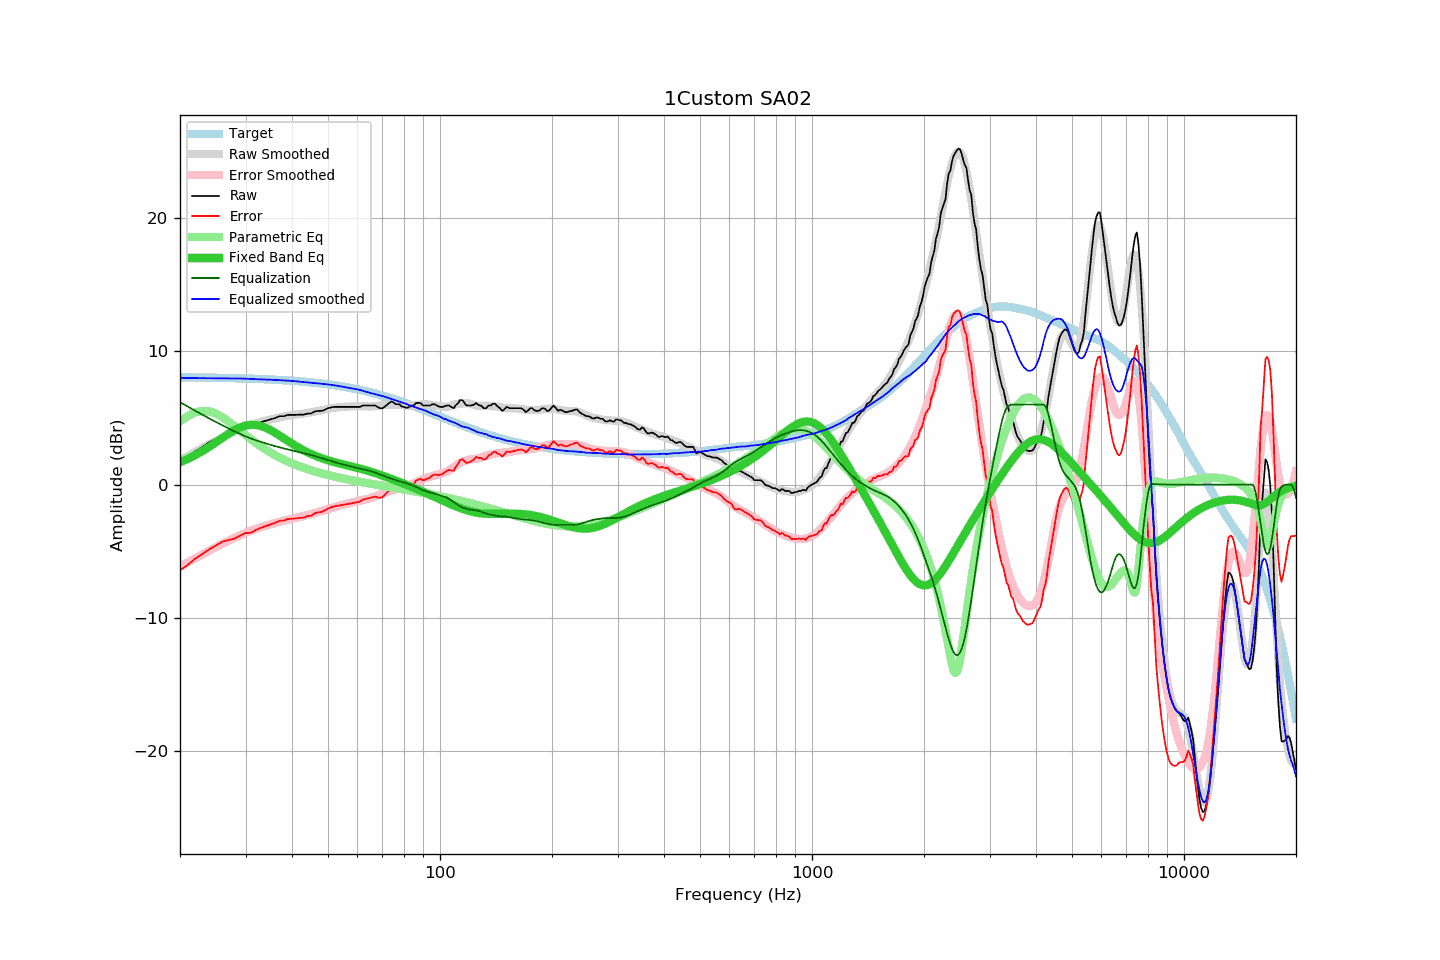 1Custom SA02
Target
Raw Smoothed
Error Smoothed
Raw
Error
Parametric Eq
Fixed Band Eq
Equalization
Equalized smoothed
Amplitude (dBr)
20
10
0
−10
−20
100
1000
10000
Frequency (Hz)